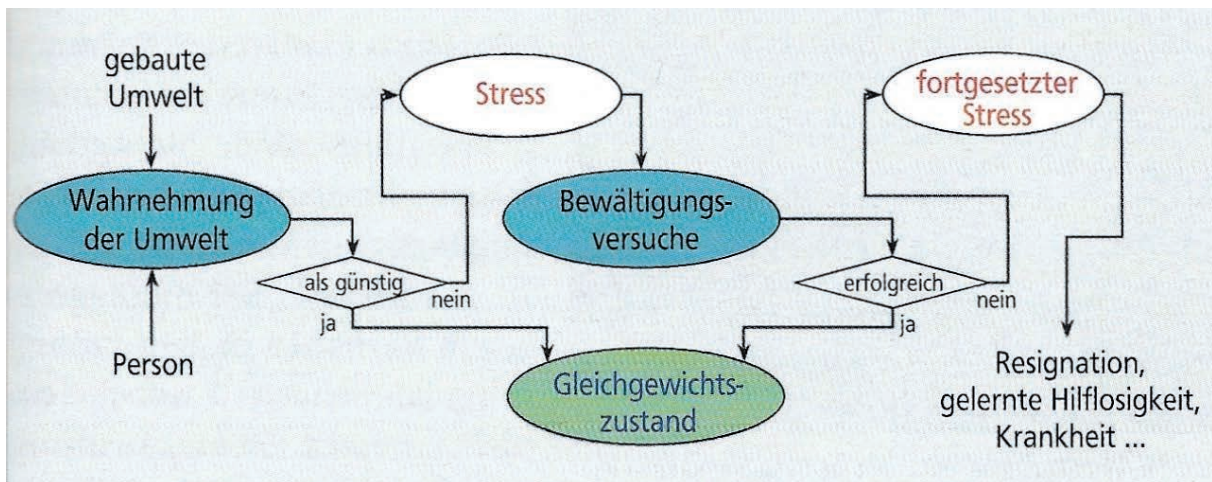 gebaute
Umwelt
Wahrnehmung
der Umwelt
Person
als günstig
nein
ja
Stress
Bewältigungs-
versuche
Gleichgewichts-
zustand
erfolgreich
nein
ja
fortgesetzter
Stress
Resignation,
gelernte Hilflosigkeit,
Krankheit ...